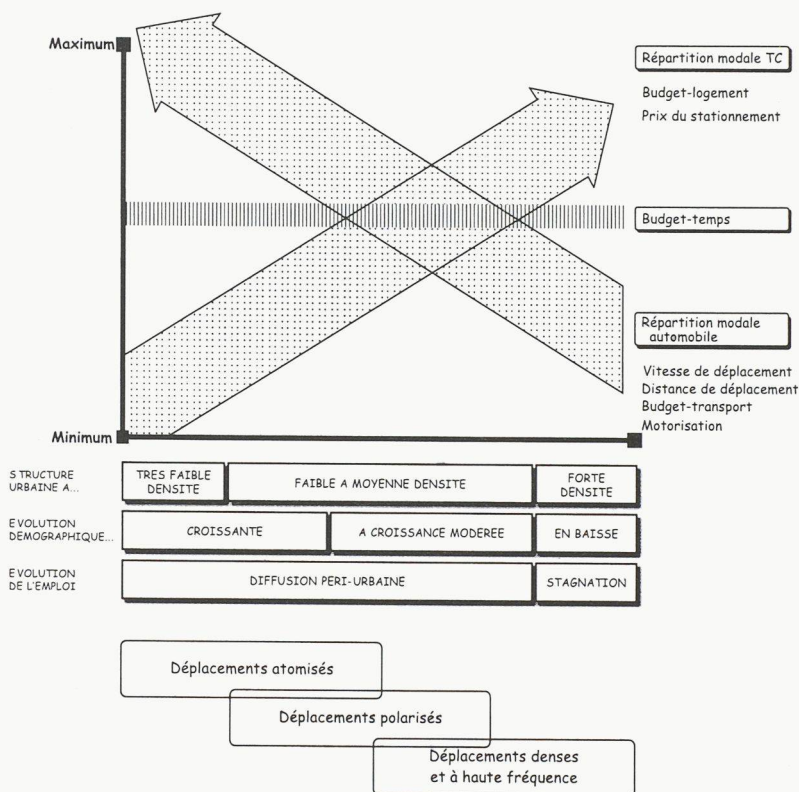 Maximum
Répartition modale TC
Budget-logement
Prix du stationnement
Budget-temps
Répartition modale
automobile
Vitesse de déplacement
Distance de déplacement
Budget-transport
Motorisation
Minimum
STRUCTURE
URBAINE A...
TRES FAIBLE
DENSITE
FAIBLE A MOYENNE DENSITE
FORTE
DENSITE
EVOLUTION
DEMOGRAPHIQUE...
CROISSANTE
A CROISSANCE MODEREE
EN BAISSE
EVOLUTION
DE L'EMPLOI
DIFFUSION PERI-URBAINE
STAGNATION
Déplacements atomisés
Déplacements polarisés
Déplacements denses
et à haute fréquence